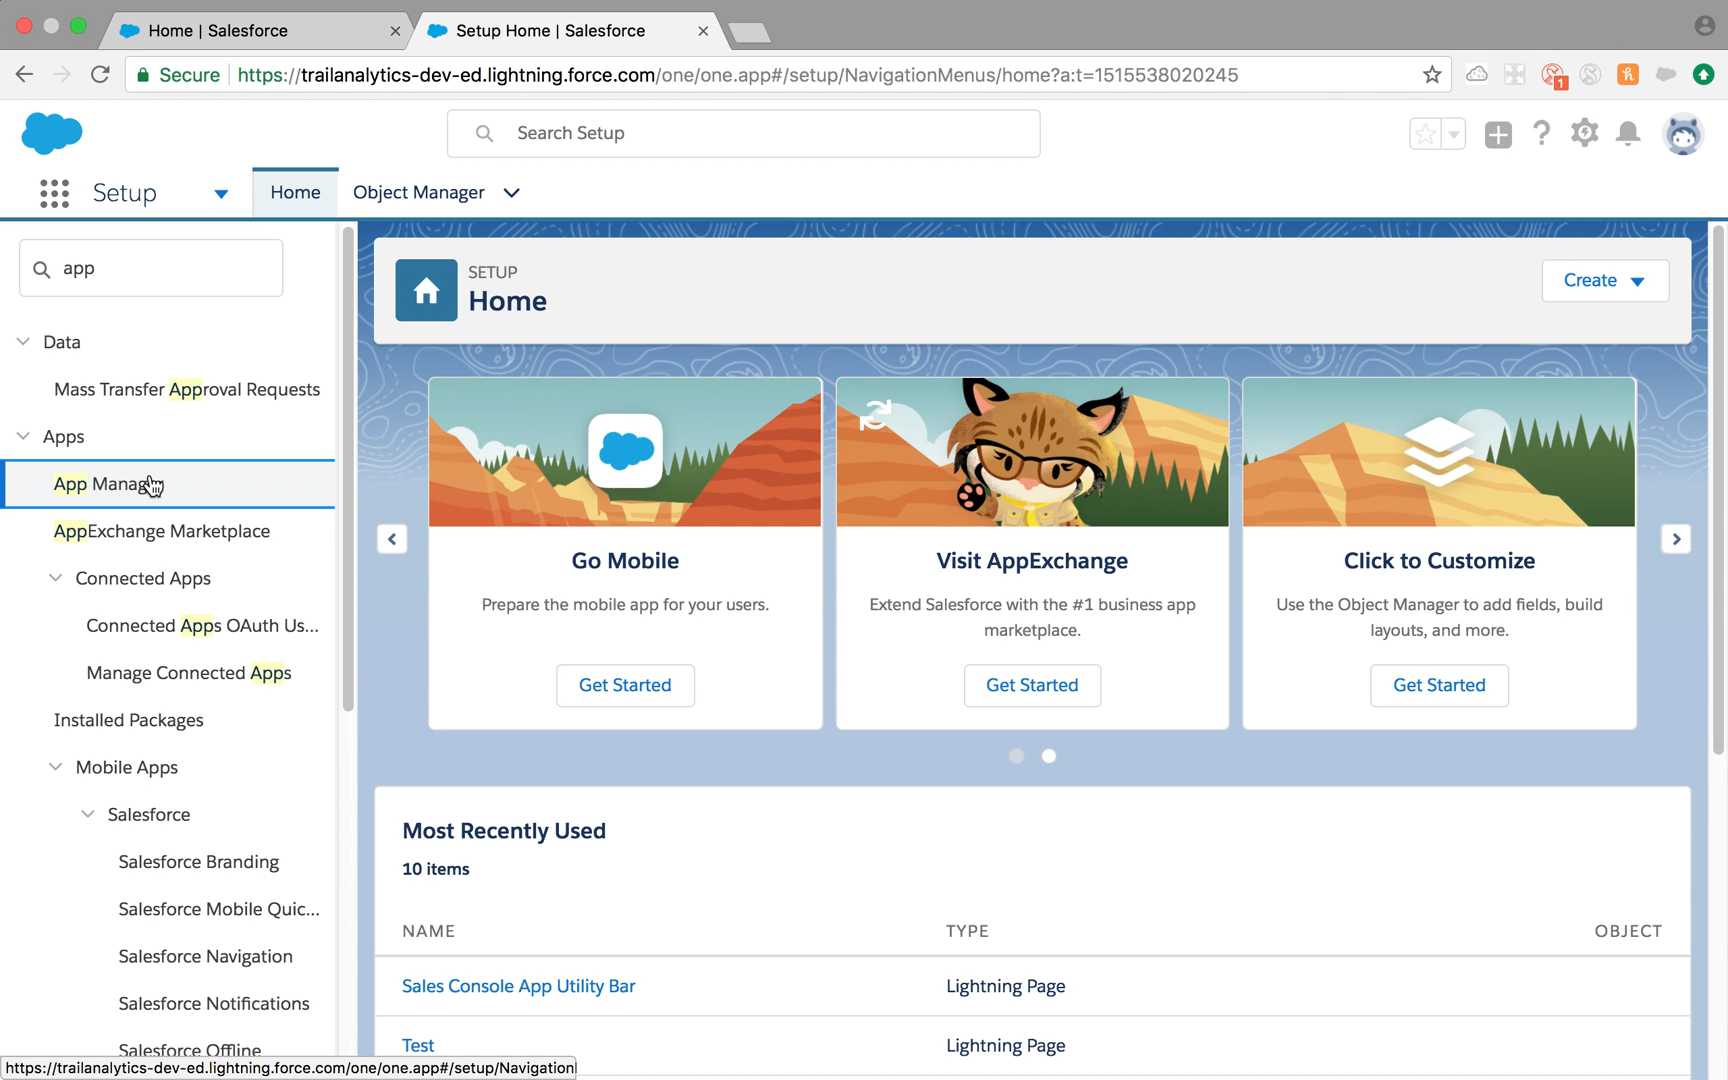 Home | Salesforce
Setup Home | Salesforce
Secure
https://trailanalytics-dev-ed.lightning.force.com/one/one.app#/setup/NavigationMenus/home?a:t=1515538020245
1
Search Setup
Setup
Home
Object Manager
app
Data
Mass Transfer Approval Requests
Apps
App Manag
AppExchange Marketplace
Connected Apps
Connected Apps OAuth Us...
Manage Connected Apps
Installed Packages
Mobile Apps
Salesforce
Salesforce Branding
Salesforce Mobile Quic...
Salesforce Navigation
Salesforce Notifications
Salesforce Offline
https://trailanalytics-dev-ed.lightning.force.com/one/one.app#/setup/Navigation
SETUP
Home
Create
Go Mobile
Prepare the mobile app for your users.
Get Started
Visit AppExchange
Extend Salesforce with the #1 business app
marketplace.
Get Started
Click to Customize
Use the Object Manager to add fields, build
layouts, and more.
Get Started
Most Recently Used
10 items
NAME TYPE OBJECT
Sales Console App Utility Bar Lightning Page
Test Lightning Page